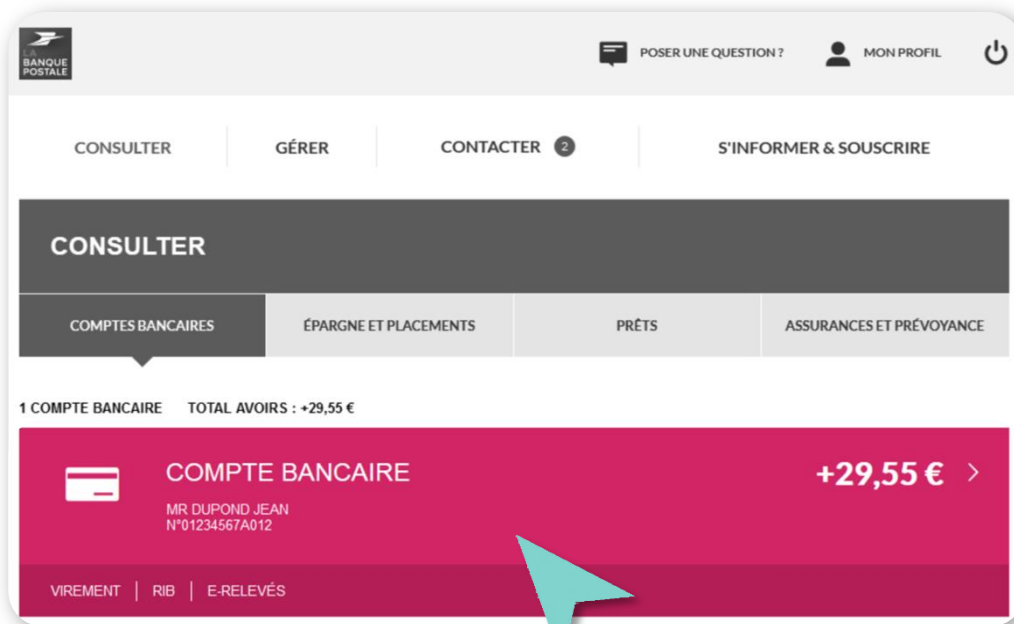 LA
BANQUE
POSTALE
POSER UNE QUESTION ?
MON PROFIL
CONSULTER
GÉRER
CONTACTER 2
S'INFORMER & SOUSCRIRE
CONSULTER
COMPTES BANCAIRES
ÉPARGNE ET PLACEMENTS
PRÊTS
ASSURANCES ET PRÉVOYANCE
1 COMPTE BANCAIRE TOTAL AVOIRS : +29,55 €
COMPTE BANCAIRE
+29,55 €
MR DUPOND JEAN
N°01234567A012
VIREMENT | RIB | E-RELEVÉS